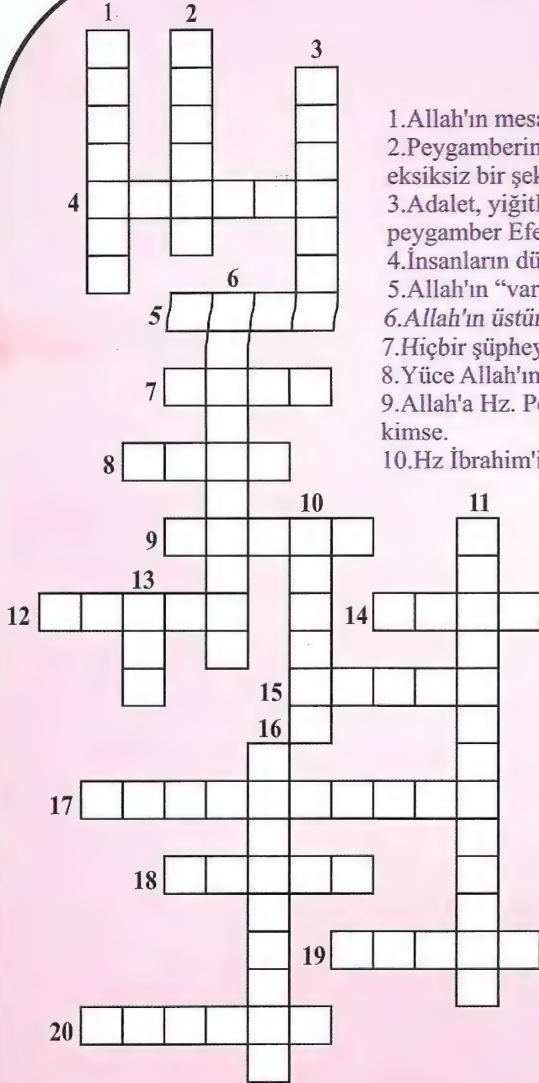 1 2
3
1.Allah'ın mesa
2.Peygamberin
eksiksiz bir şek
3.Adalet, yiğitl
4 peygamber Efe
4.İnsanların dü
6
5 5.Allah'ın “var
6.Allah'ın üstün
7.Hiçbir şüphey
7
8.Yüce Allah'ın
9.Allah'a Hz. Pe
8 kimse.
10.Hz İbrahim'i
10 11
9
13
12 14
15
16
17
18
19
20